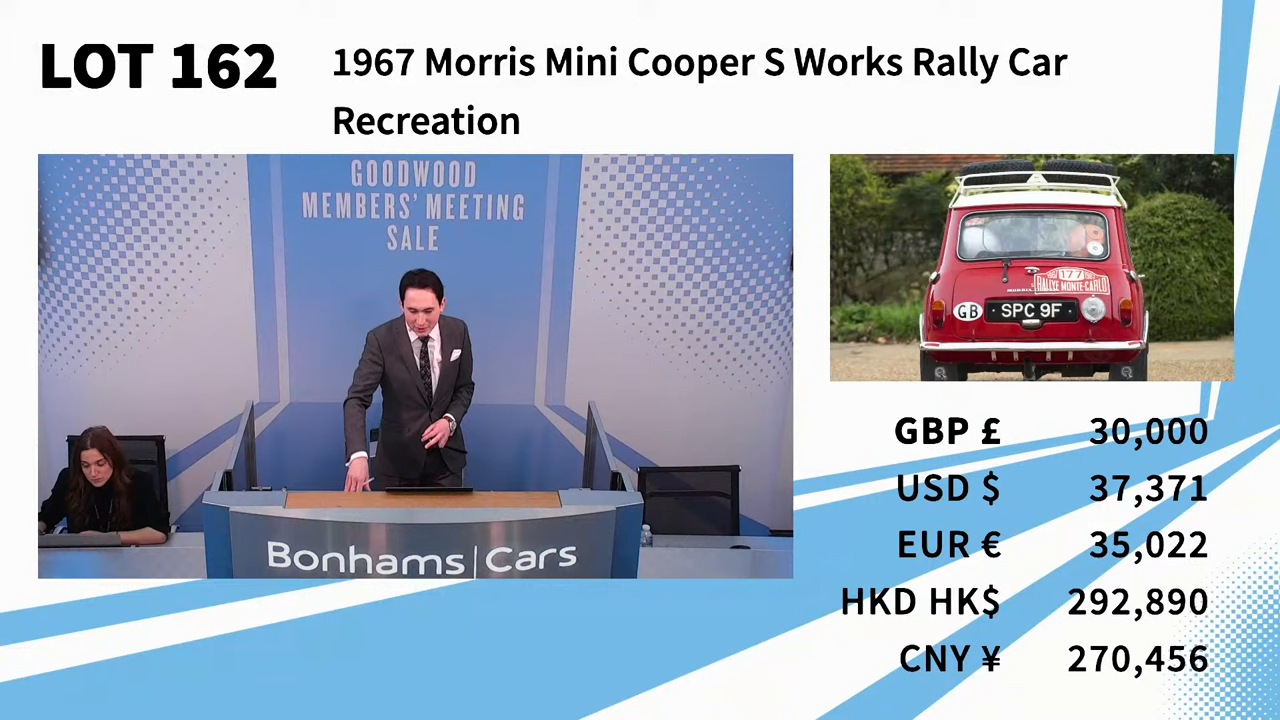 LOT 162
1967 Morris Mini Cooper S Works Rally Car
Recreation
GOODWOOD
MEMBERS' MEETING
SALE
Bonhams|Cars
177
RALLYE MONTE-CARLO
GB
SPC 9F
GBP £ 30,000
USD $ 37,371
EUR € 35,022
HKD HK$ 292,890
CNY ¥ 270,456